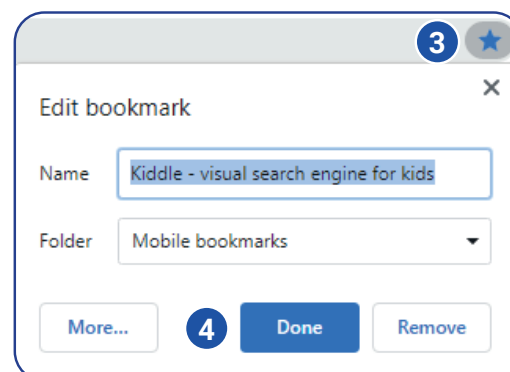 3
Edit bookmark
Name Kiddle - visual search engine for kids
Folder Mobile bookmarks
More... 4 Done Remove